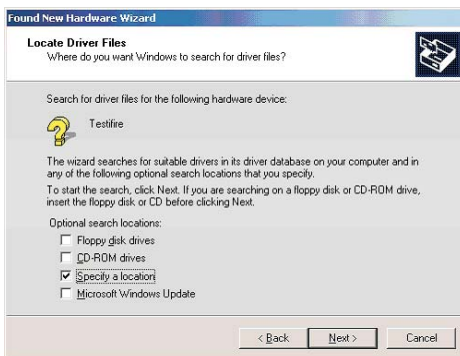 Found New Hardware Wizard
Locate Driver Files
Where do you want Windows to search for driver files?
Search for driver files for the following hardware device:
Testifire
The wizard searches for suitable drivers in its driver database on your computer and in
any of the following optional search locations that you specify.
To start the search, click Next. If you are searching on a floppy disk or CD-ROM drive,
insert the floppy disk or CD before clicking Next.
Optional search locations:
Floppy disk drives
CD-ROM drives
Specify a location
Microsoft Windows Update
< Back Next > Cancel